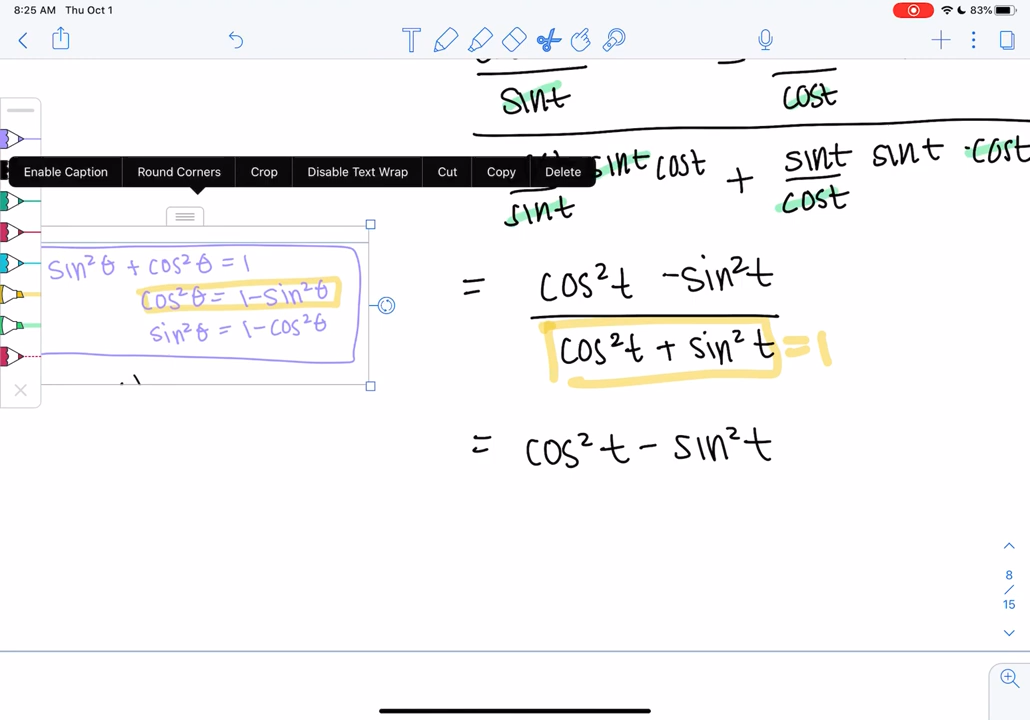 8:25 AM Thu Oct 1 83%
T
=
sint cost
Enable Caption Round Corners Crop Disable Text Wrap Cut Copy Delete
sint cost + sint sint · cost
sint cost
sin²θ + cos²θ = 1
cos²θ = 1 - sin²θ
sin²θ = 1 - cos²θ
= cos²t - sin²t
cos²t + sin²t = 1
= cos²t - sin²t
8
/
15